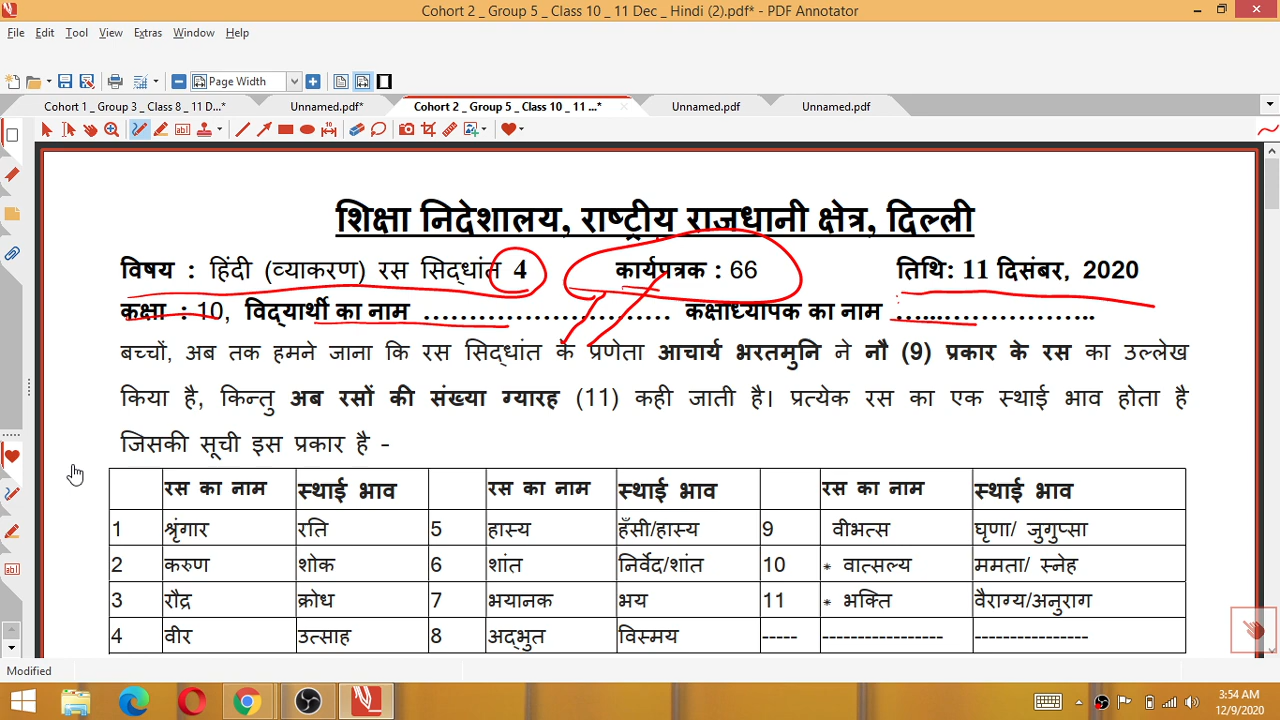 Cohort 2 _ Group 5 _ Class 10 _ 11 Dec _ Hindi (2).pdf* - PDF Annotator
File Edit Tool View Extras Window Help
Page Width
Cohort 1 _ Group 3 _ Class 8 _ 11 D...* Unnamed.pdf* Cohort 2 _ Group 5 _ Class 10 _ 11 ...* Unnamed.pdf Unnamed.pdf
शिक्षा निदेशालय, राष्ट्रीय राजधानी क्षेत्र, दिल्ली
विषय : हिंदी (व्याकरण) रस सिद्धांत 4 कार्यपत्रक : 66 तिथि: 11 दिसंबर, 2020
कक्षा : 10, विद्यार्थी का नाम ………………………… कक्षाध्यापक का नाम …...……………..
बच्चों, अब तक हमने जाना कि रस सिद्धांत के प्रणेता आचार्य भरतमुनि ने नौ (9) प्रकार के रस का उल्लेख
किया है, किन्तु अब रसों की संख्या ग्यारह (11) कही जाती है। प्रत्येक रस का एक स्थाई भाव होता है
जिसकी सूची इस प्रकार है -
रस का नाम स्थाई भाव रस का नाम स्थाई भाव रस का नाम स्थाई भाव
1 श्रृंगार रति 5 हास्य हँसी/हास्य 9 वीभत्स घृणा/ जुगुप्सा
2 करुण शोक 6 शांत निर्वेद/शांत 10 * वात्सल्य ममता/ स्नेह
3 रौद्र क्रोध 7 भयानक भय 11 * भक्ति वैराग्य/अनुराग
4 वीर उत्साह 8 अद्भुत विस्मय ----- ----------------- ----------------
Modified
3:54 AM
12/9/2020